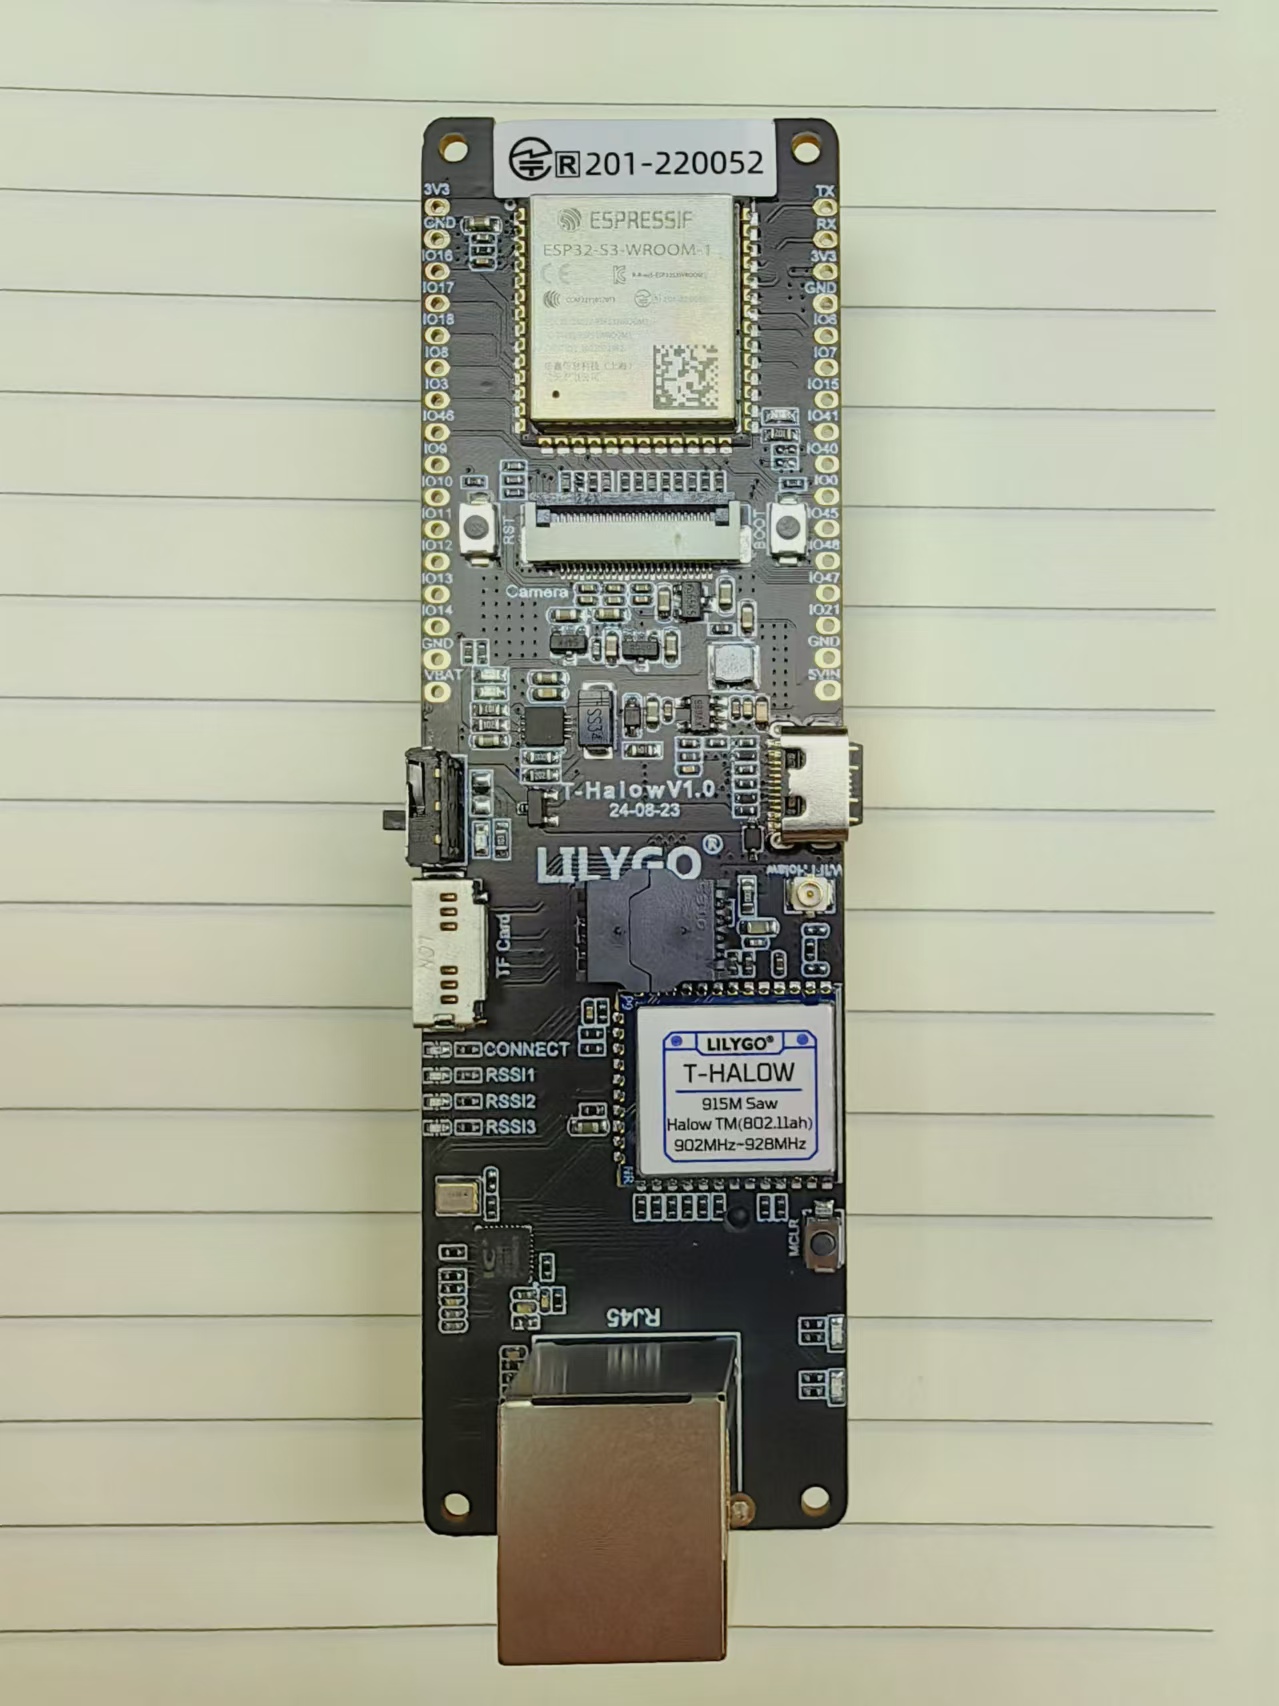 R 201-220052
3V3
GND
IO16
IO17
IO18
IO8
IO3
IO46
IO9
IO10
IO11
IO12
IO13
IO14
GND
VBAT
TX
RX
3V3
GND
IO6
IO7
IO15
IO41
IO40
IO0
IO45
IO48
IO47
IO21
GND
5VIN
ESPRESSIF
ESP32-S3-WROOM-1
CE
RST
BOOT
Camera
SS34
T-HalowV1.0
24-08-23
LILYGO®
TF Card
CONNECT
RSSI1
RSSI2
RSSI3
LILYGO®
T-HALOW
915M Saw
Halow TM(802.11ah)
902MHz~928MHz
MCLR
RJ45